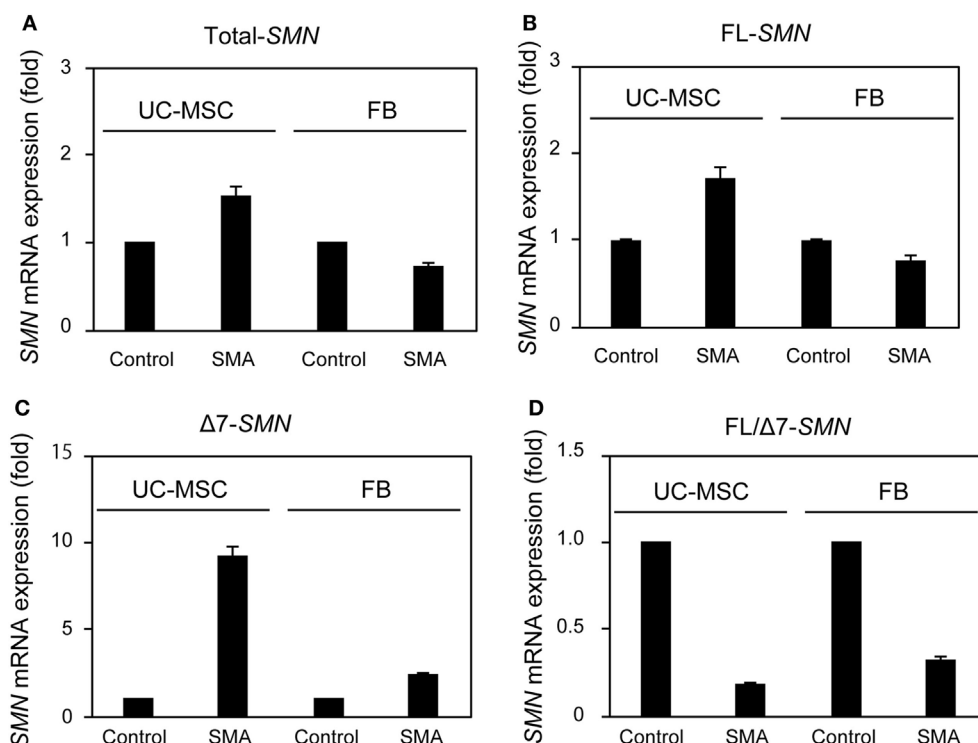 A
Total-SMN
SMN mRNA expression (fold)
3
2
1
0
UC-MSC FB
Control SMA Control SMA
B
FL-SMN
SMN mRNA expression (fold)
3
2
1
0
UC-MSC FB
Control SMA Control SMA
C
Δ7-SMN
SMN mRNA expression (fold)
15
10
5
0
UC-MSC FB
Control SMA Control SMA
D
FL/Δ7-SMN
SMN mRNA expression (fold)
1.5
1.0
0.5
0
UC-MSC FB
Control SMA Control SMA